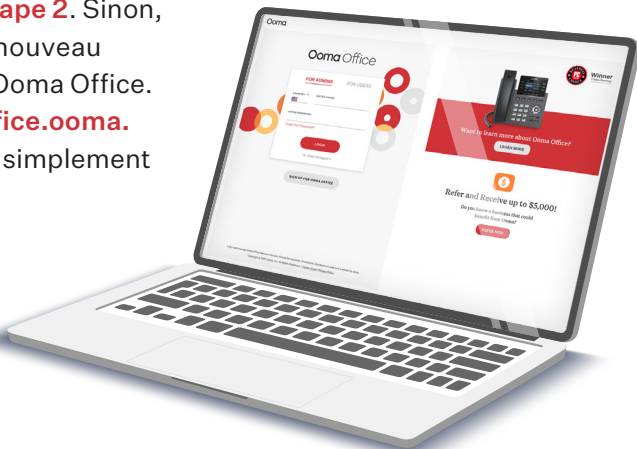 ape 2. Sinon,
nouveau
Ooma Office.
fice.ooma.
simplement
Ooma
Ooma Office
FOR ADMINS
FOR USERS
LOGIN
SIGN UP FOR OOMA OFFICE
Winner
Want to learn more about Ooma Office?
LEARN MORE
Refer and Receive up to $5,000!
Do you know a business that could
benefit from Ooma?